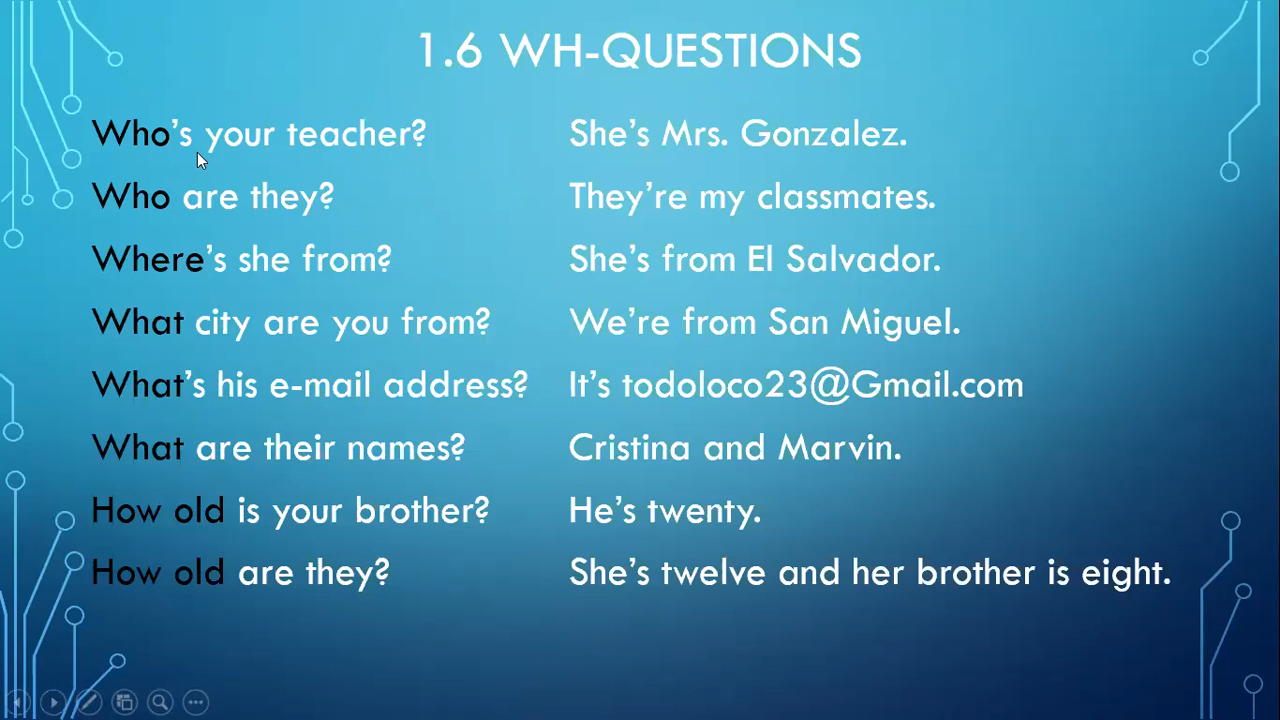 1.6 WH-QUESTIONS
Who's your teacher? She's Mrs. Gonzalez.
Who are they? They're my classmates.
Where's she from? She's from El Salvador.
What city are you from? We're from San Miguel.
What's his e-mail address? It's todoloco23@Gmail.com
What are their names? Cristina and Marvin.
How old is your brother? He's twenty.
How old are they? She's twelve and her brother is eight.